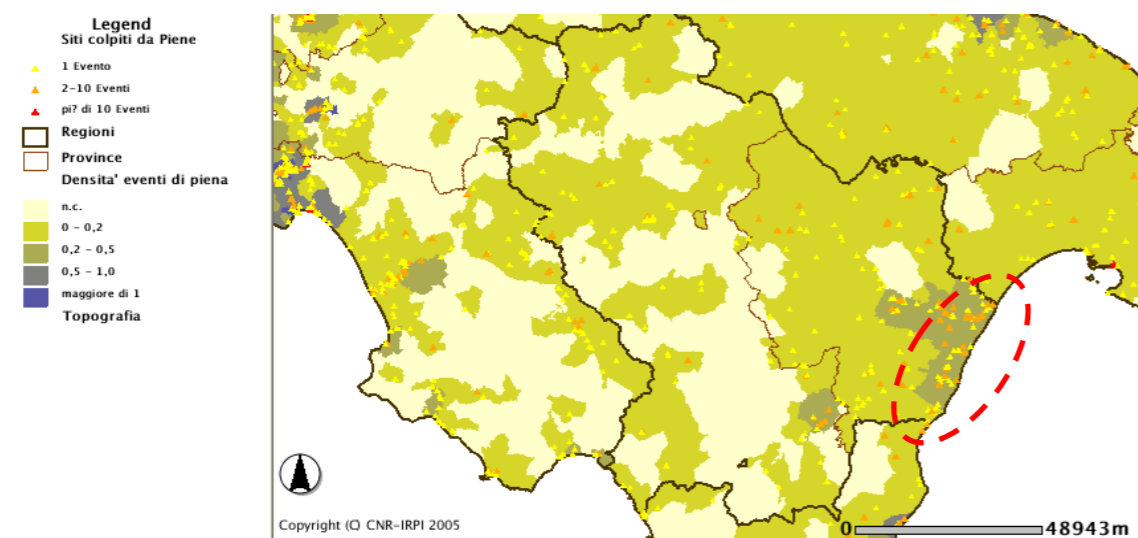 Legend
Siti colpiti da Piene
1 Evento
2-10 Eventi
pi? di 10 Eventi
Regioni
Province
Densita' eventi di piena
n.c.
0 - 0,2
0,2 - 0,5
0,5 - 1,0
maggiore di 1
Topografia
Copyright (C) CNR-IRPI 2005
0 48943m